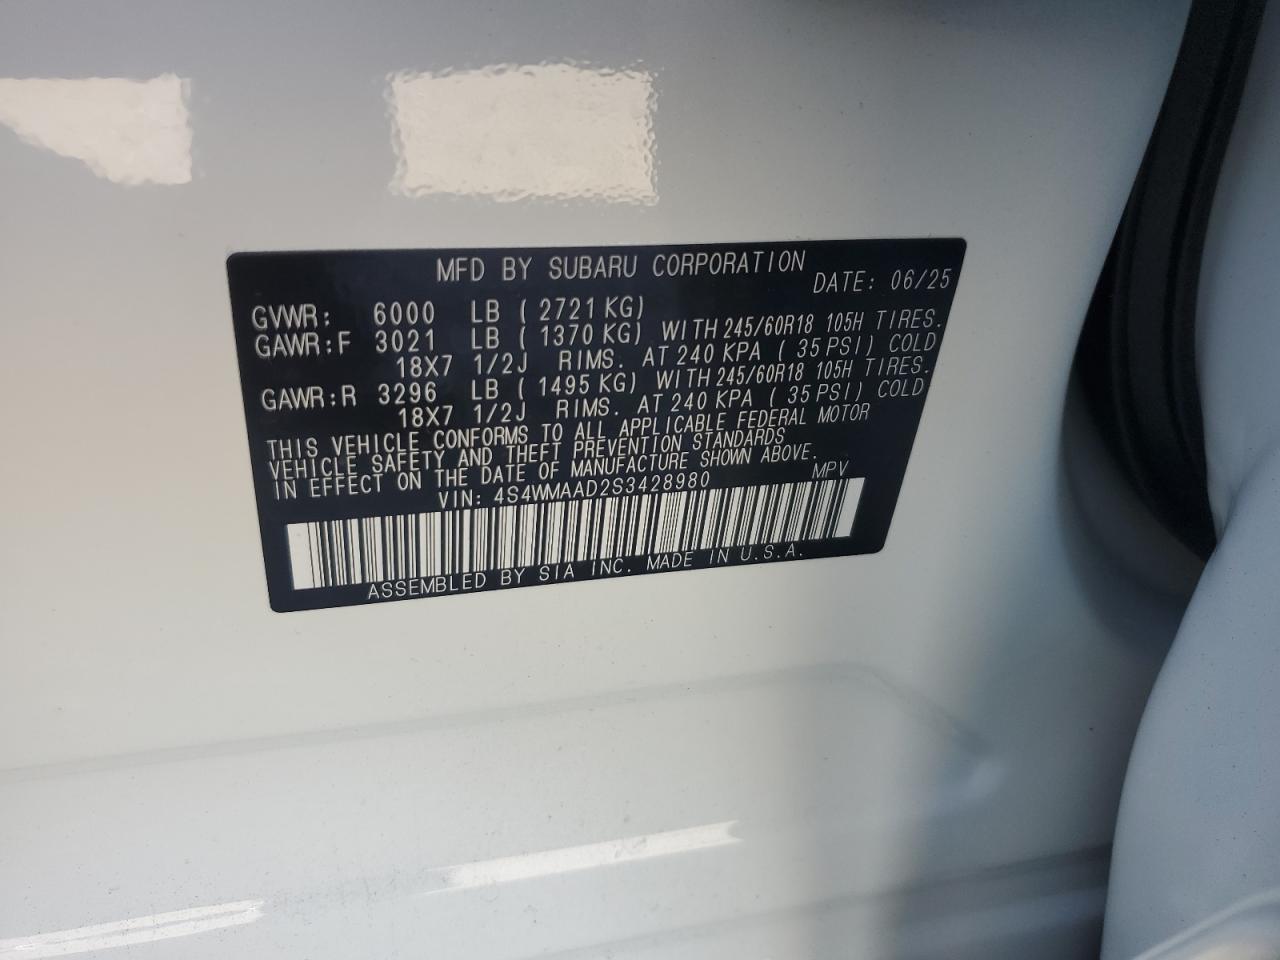 MFD BY SUBARU CORPORATION DATE: 06/25
GVWR: 6000 LB ( 2721 KG)
GAWR:F 3021 LB ( 1370 KG) WITH 245/60R18 105H TIRES.
18X7 1/2J RIMS. AT 240 KPA ( 35 PSI) COLD
GAWR:R 3296 LB ( 1495 KG) WITH 245/60R18 105H TIRES.
18X7 1/2J RIMS. AT 240 KPA ( 35 PSI) COLD
THIS VEHICLE CONFORMS TO ALL APPLICABLE FEDERAL MOTOR
VEHICLE SAFETY AND THEFT PREVENTION STANDARDS
IN EFFECT ON THE DATE OF MANUFACTURE SHOWN ABOVE.
VIN: 4S4WMAAD2S3428980 MPV
ASSEMBLED BY SIA INC. MADE IN U.S.A.